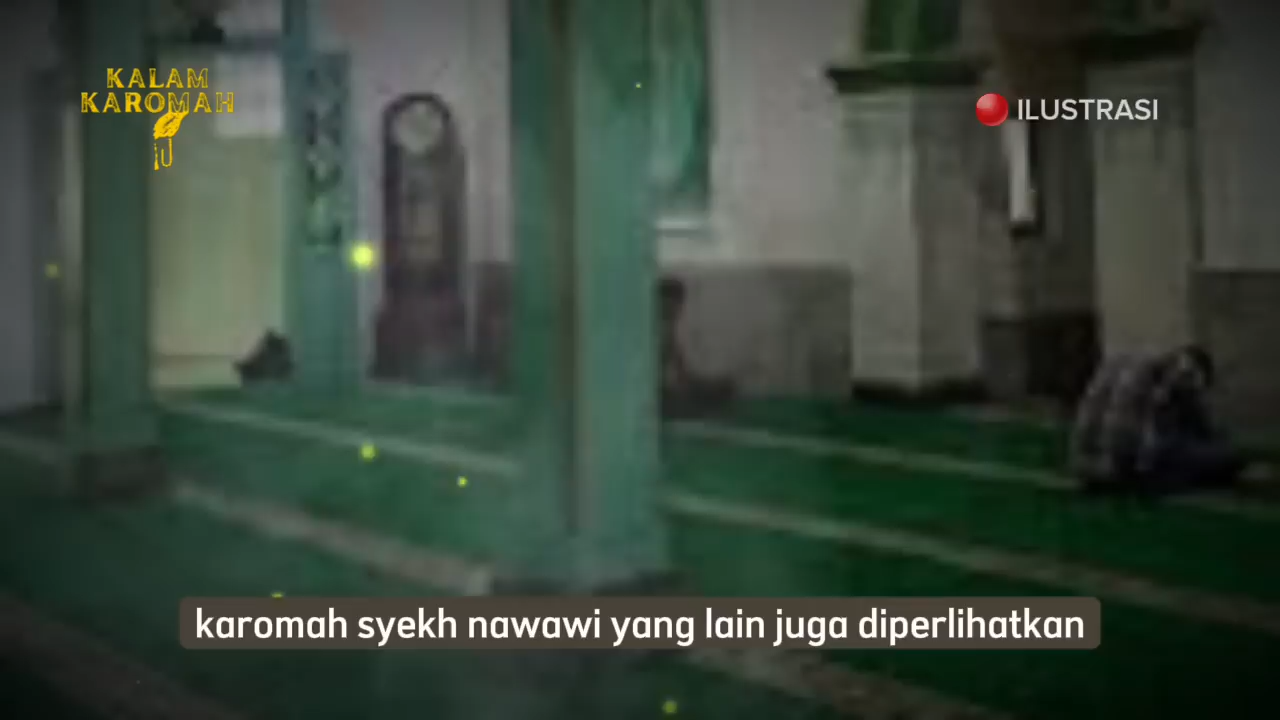 KALAM
KAROMAH
ILUSTRASI
karomah syekh nawawi yang lain juga diperlihatkan